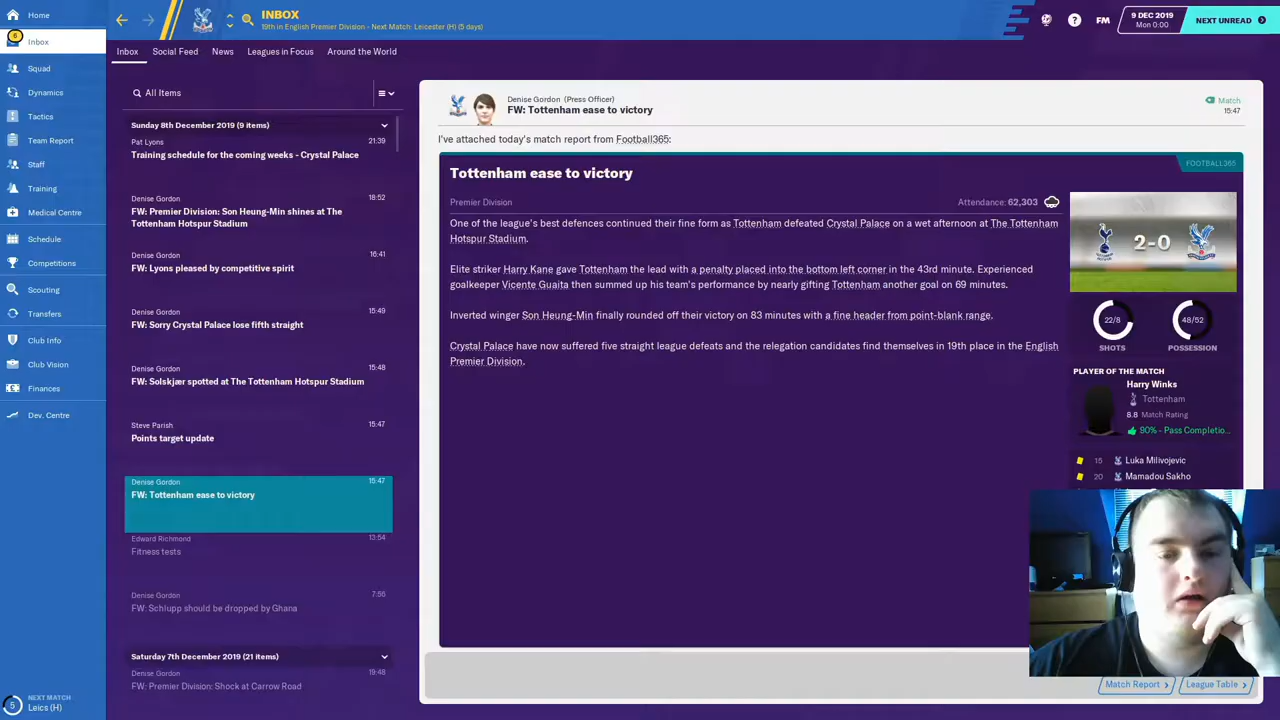 Home
6
Inbox
Squad
Dynamics
Tactics
Team Report
Staff
Training
Medical Centre
Schedule
Competitions
Scouting
Transfers
Club Info
Club Vision
Finances
Dev. Centre
5
NEXT MATCH
Leics (H)
INBOX
19th in English Premier Division - Next Match: Leicester (H) (5 days)
?
FM
9 DEC 2019
Mon 0:00
NEXT UNREAD
Inbox
Social Feed
News
Leagues in Focus
Around the World
All Items
Sunday 8th December 2019 (9 items)
Pat Lyons
21:39
Training schedule for the coming weeks - Crystal Palace
Denise Gordon
18:52
FW: Premier Division: Son Heung-Min shines at The
Tottenham Hotspur Stadium
Denise Gordon
16:41
FW: Lyons pleased by competitive spirit
Denise Gordon
15:49
FW: Sorry Crystal Palace lose fifth straight
Denise Gordon
15:48
FW: Solskjær spotted at The Tottenham Hotspur Stadium
Steve Parish
15:47
Points target update
Denise Gordon
15:47
FW: Tottenham ease to victory
Edward Richmond
13:54
Fitness tests
Denise Gordon
7:56
FW: Schlupp should be dropped by Ghana
Saturday 7th December 2019 (21 items)
Denise Gordon
19:48
FW: Premier Division: Shock at Carrow Road
Denise Gordon (Press Officer)
FW: Tottenham ease to victory
Match
15:47
I've attached today's match report from Football365:
FOOTBALL365
Tottenham ease to victory
Premier Division
Attendance: 62,303
One of the league's best defences continued their fine form as Tottenham defeated Crystal Palace on a wet afternoon at The Tottenham
Hotspur Stadium.
Elite striker Harry Kane gave Tottenham the lead with a penalty placed into the bottom left corner in the 43rd minute. Experienced
goalkeeper Vicente Guaita then summed up his team's performance by nearly gifting Tottenham another goal on 69 minutes.
Inverted winger Son Heung-Min finally rounded off their victory on 83 minutes with a fine header from point-blank range.
Crystal Palace have now suffered five straight league defeats and the relegation candidates find themselves in 19th place in the English
Premier Division.
2-0
22/8
48/52
SHOTS
POSSESSION
PLAYER OF THE MATCH
Harry Winks
Tottenham
8.8 Match Rating
90% - Pass Completio...
15 Luka Milivojevic
20 Mamadou Sakho
Match Report
League Table